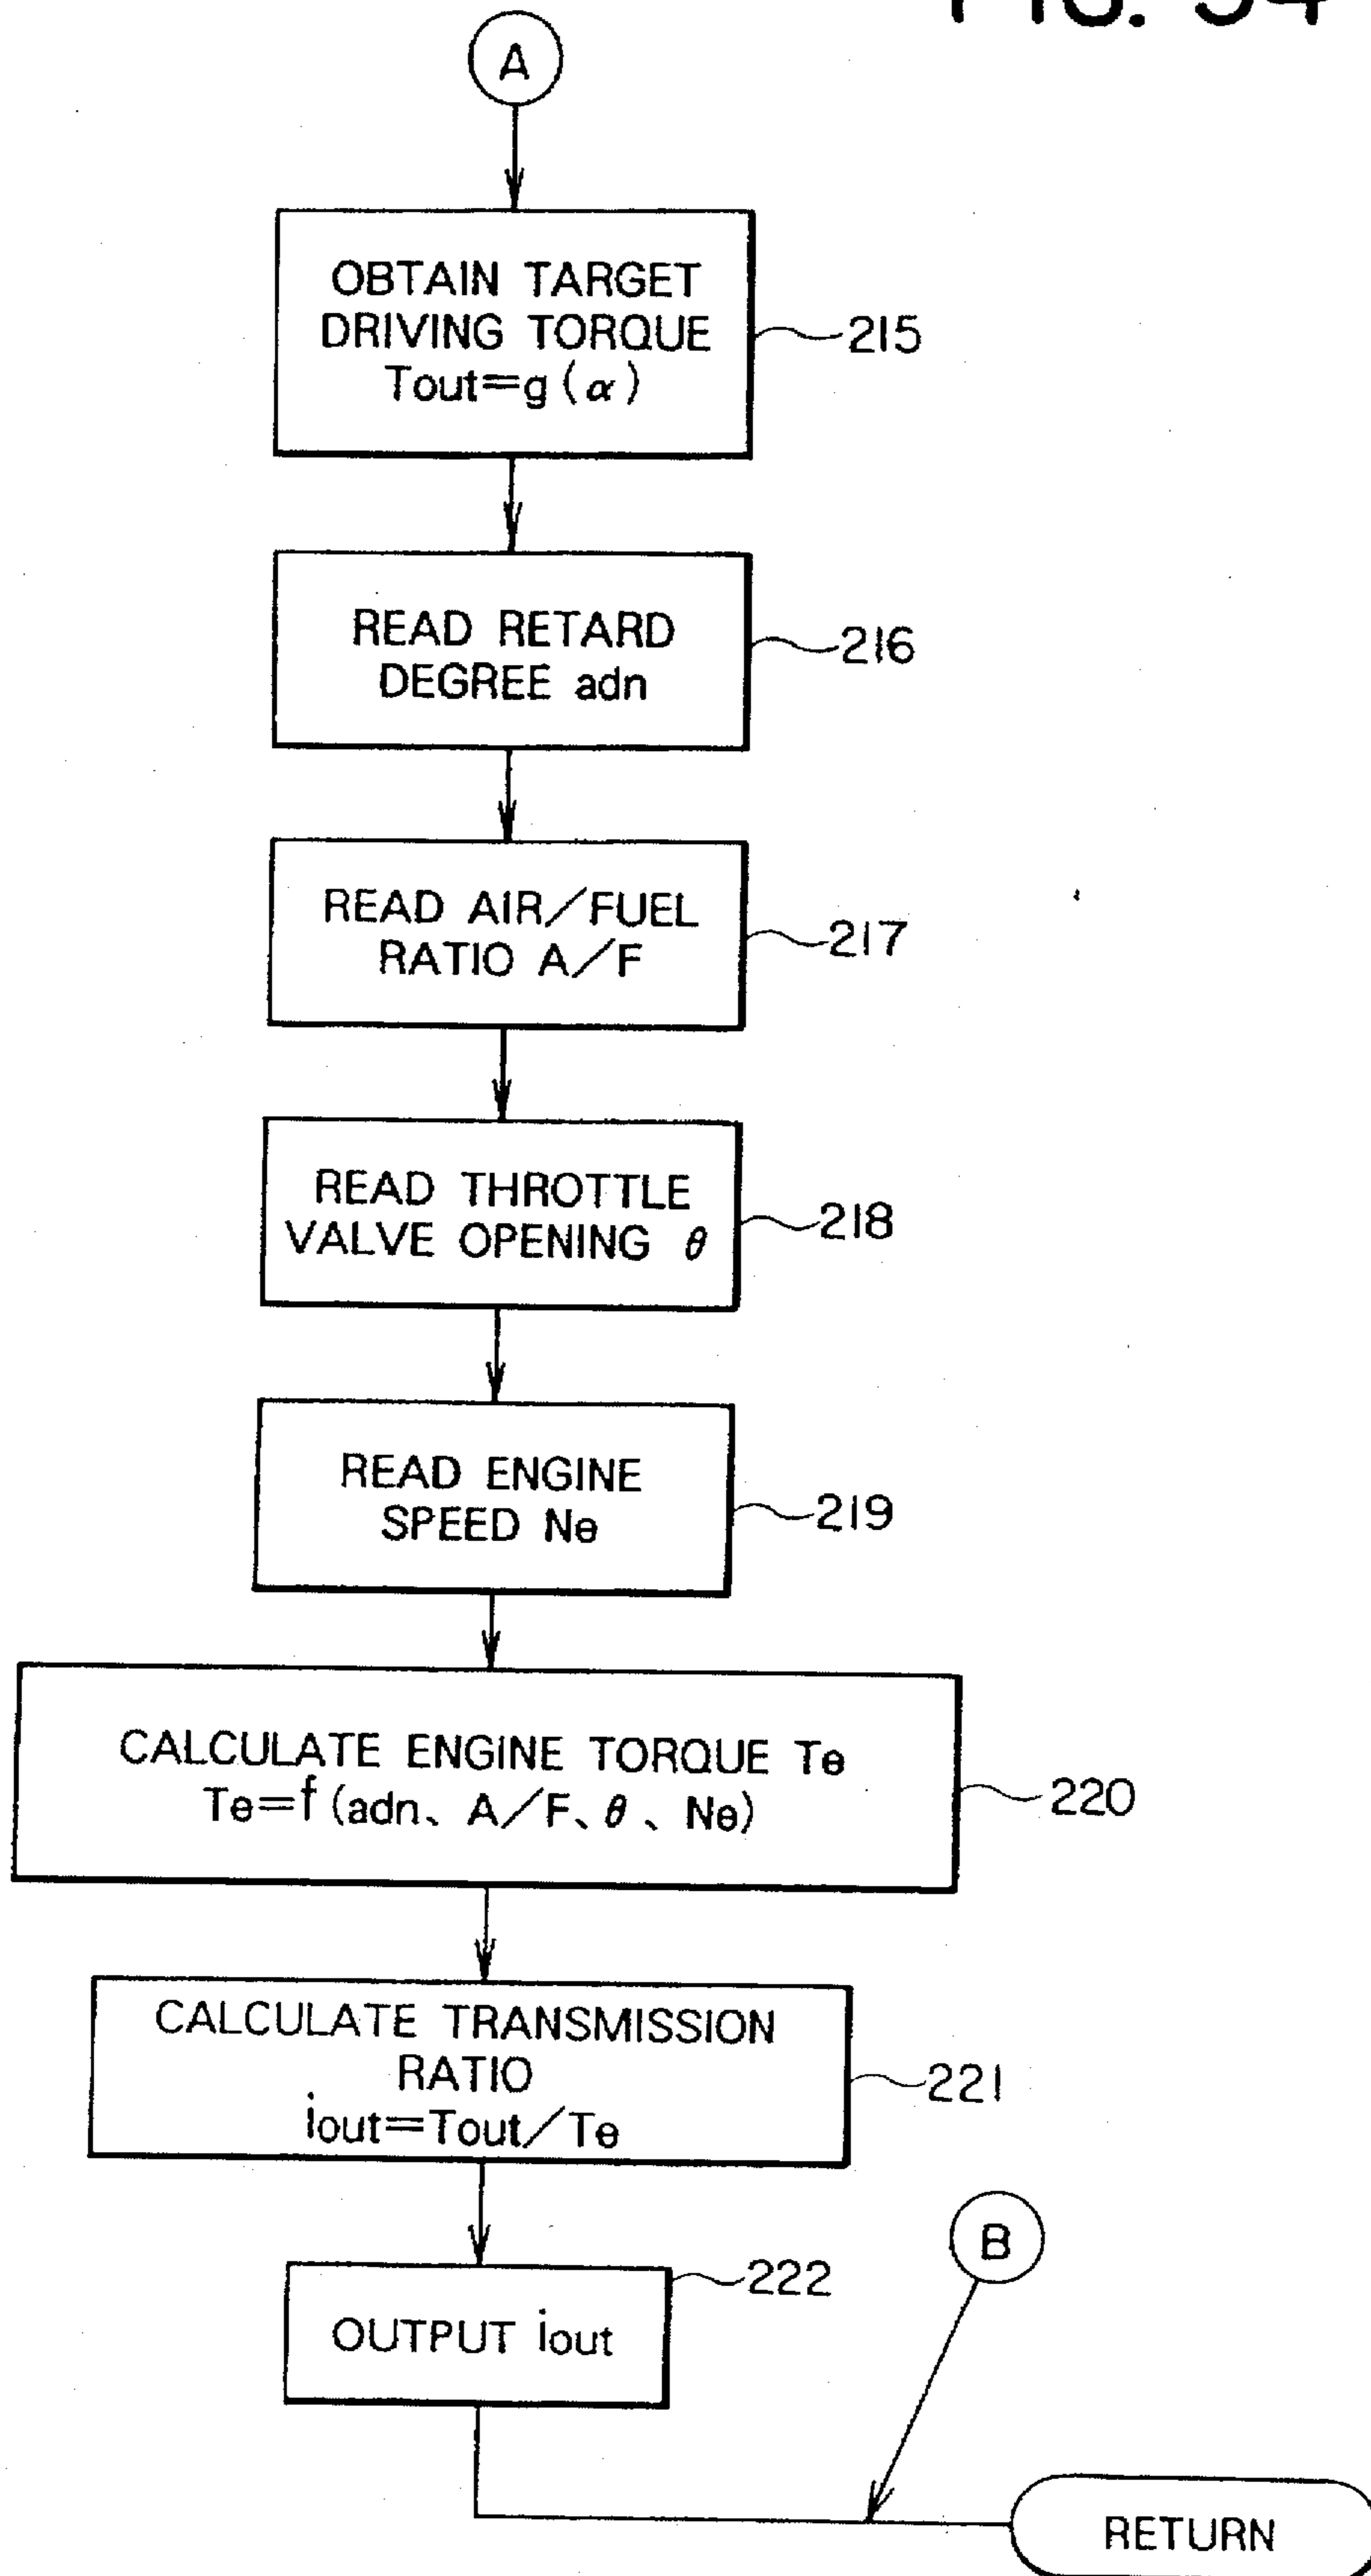 FIG. 34
A
OBTAIN TARGET
DRIVING TORQUE
Tout=g(α)
215
READ RETARD
DEGREE adn
216
READ AIR/FUEL
RATIO A/F
217
READ THROTTLE
VALVE OPENING θ
218
READ ENGINE
SPEED Ne
219
CALCULATE ENGINE TORQUE Te
Te=f(adn、A/F、θ、Ne)
220
CALCULATE TRANSMISSION
RATIO
iout=Tout/Te
221
222
OUTPUT iout
B
RETURN